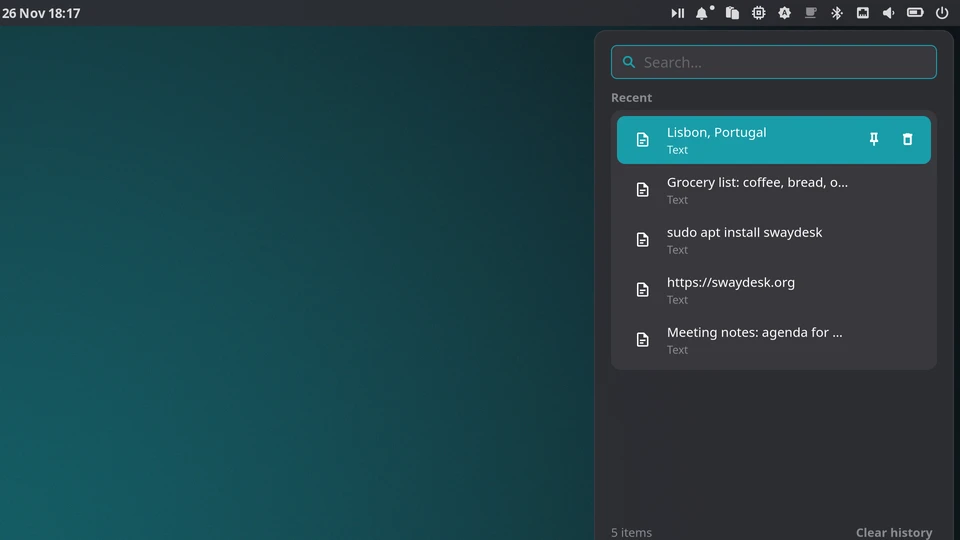 26 Nov 18:17
Search...
Recent
Lisbon, Portugal
Text
Grocery list: coffee, bread, o...
Text
sudo apt install swaydesk
Text
https://swaydesk.org
Text
Meeting notes: agenda for ...
Text
5 items
Clear history